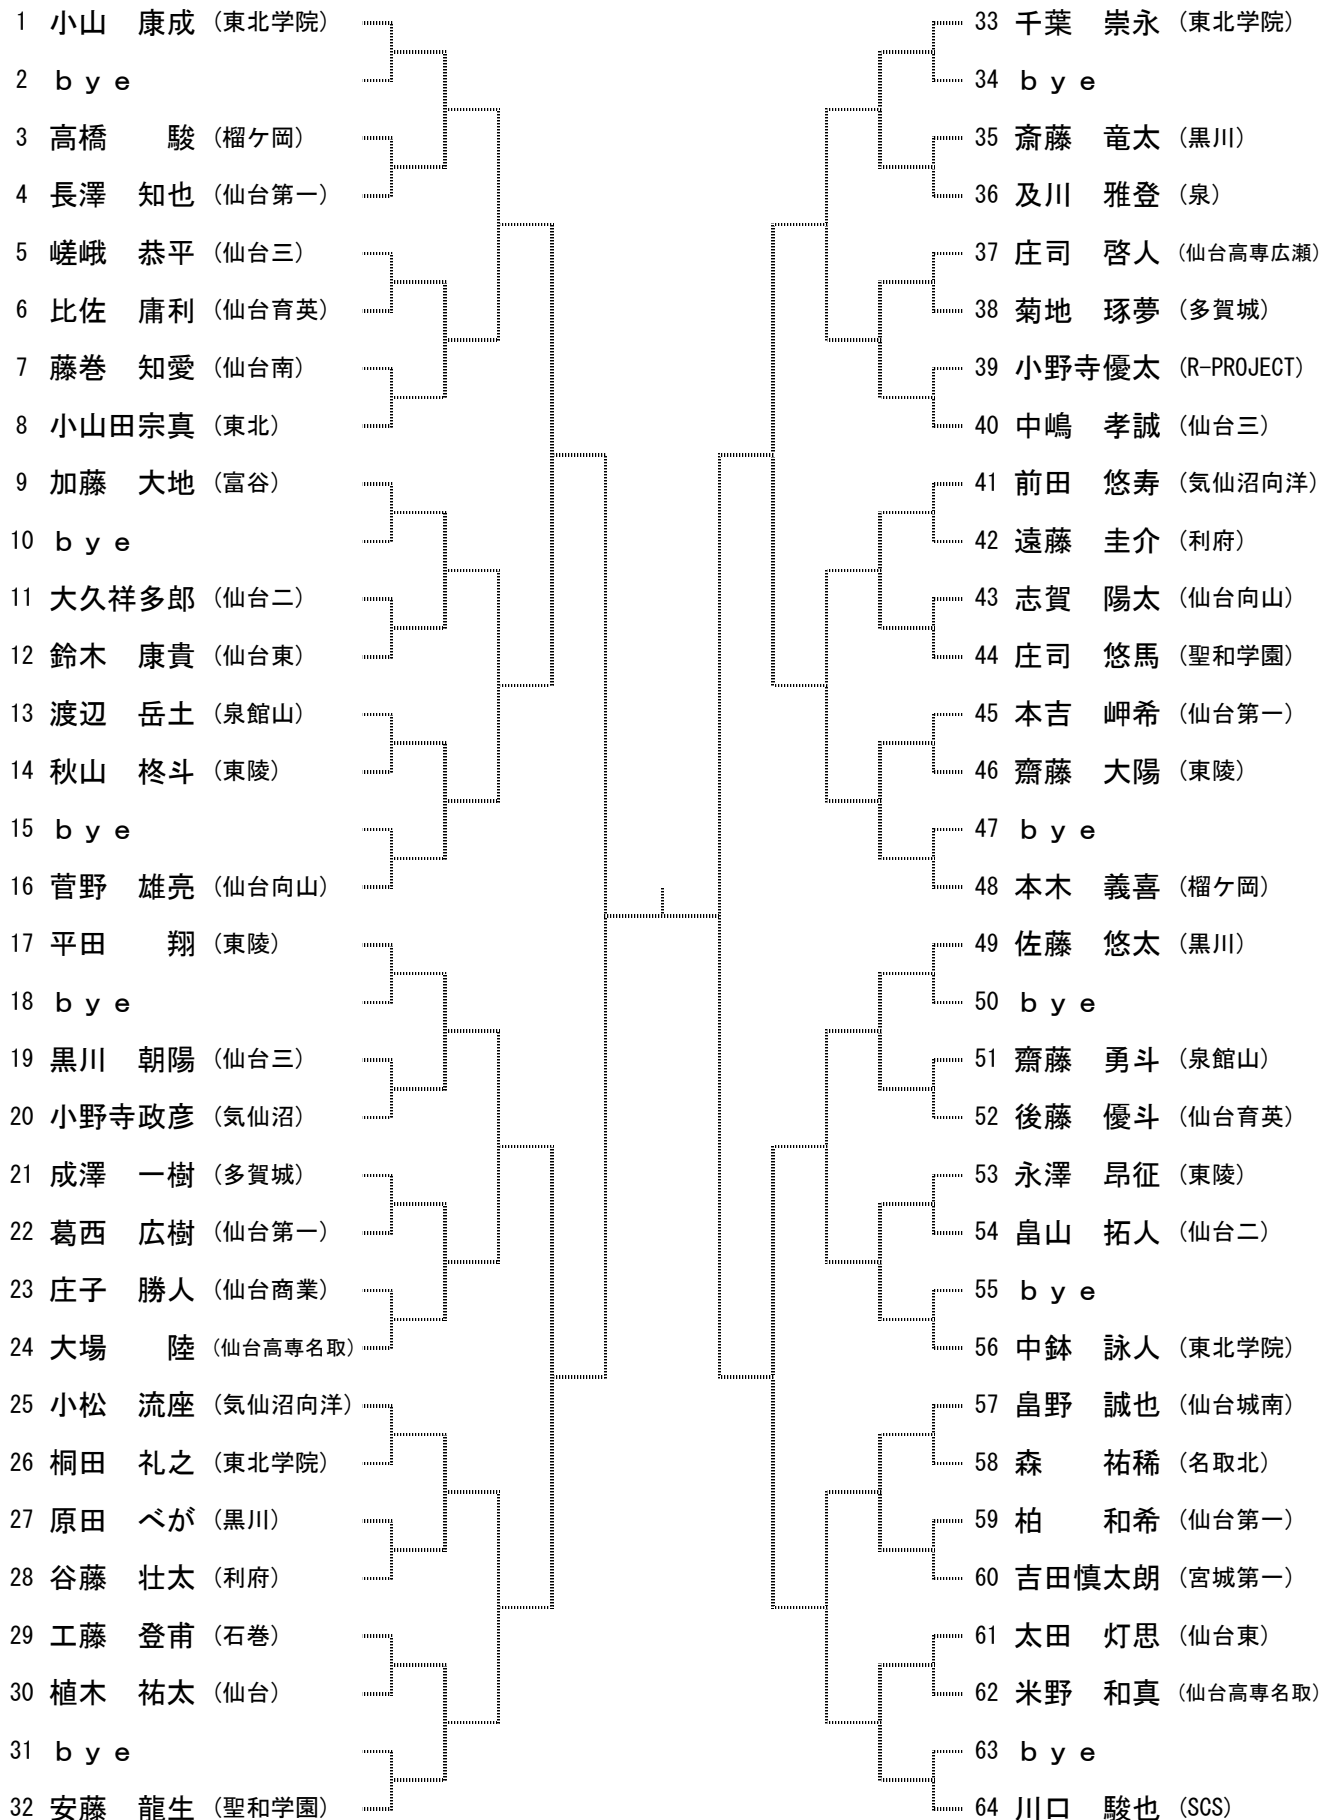 1 小山　康成 (東北学院)
2 ｂｙｅ
3 高橋　　駿 (榴ケ岡)
4 長澤　知也 (仙台第一)
5 嵯峨　恭平 (仙台三)
6 比佐　庸利 (仙台育英)
7 藤巻　知愛 (仙台南)
8 小山田宗真 (東北)
9 加藤　大地 (富谷)
10 ｂｙｅ
11 大久祥多郎 (仙台二)
12 鈴木　康貴 (仙台東)
13 渡辺　岳土 (泉館山)
14 秋山　柊斗 (東陵)
15 ｂｙｅ
16 菅野　雄亮 (仙台向山)
17 平田　　翔 (東陵)
18 ｂｙｅ
19 黒川　朝陽 (仙台三)
20 小野寺政彦 (気仙沼)
21 成澤　一樹 (多賀城)
22 葛西　広樹 (仙台第一)
23 庄子　勝人 (仙台商業)
24 大場　　陸 (仙台高専名取)
25 小松　流座 (気仙沼向洋)
26 桐田　礼之 (東北学院)
27 原田　べが (黒川)
28 谷藤　壮太 (利府)
29 工藤　登甫 (石巻)
30 植木　祐太 (仙台)
31 ｂｙｅ
32 安藤　龍生 (聖和学園)
33 千葉　崇永 (東北学院)
34 ｂｙｅ
35 斎藤　竜太 (黒川)
36 及川　雅登 (泉)
37 庄司　啓人 (仙台高専広瀬)
38 菊地　琢夢 (多賀城)
39 小野寺優太 (R-PROJECT)
40 中嶋　孝誠 (仙台三)
41 前田　悠寿 (気仙沼向洋)
42 遠藤　圭介 (利府)
43 志賀　陽太 (仙台向山)
44 庄司　悠馬 (聖和学園)
45 本吉　岬希 (仙台第一)
46 齋藤　大陽 (東陵)
47 ｂｙｅ
48 本木　義喜 (榴ケ岡)
49 佐藤　悠太 (黒川)
50 ｂｙｅ
51 齋藤　勇斗 (泉館山)
52 後藤　優斗 (仙台育英)
53 永澤　昂征 (東陵)
54 畠山　拓人 (仙台二)
55 ｂｙｅ
56 中鉢　詠人 (東北学院)
57 畠野　誠也 (仙台城南)
58 森　　祐稀 (名取北)
59 柏　　和希 (仙台第一)
60 吉田慎太朗 (宮城第一)
61 太田　灯思 (仙台東)
62 米野　和真 (仙台高専名取)
63 ｂｙｅ
64 川口　駿也 (SCS)